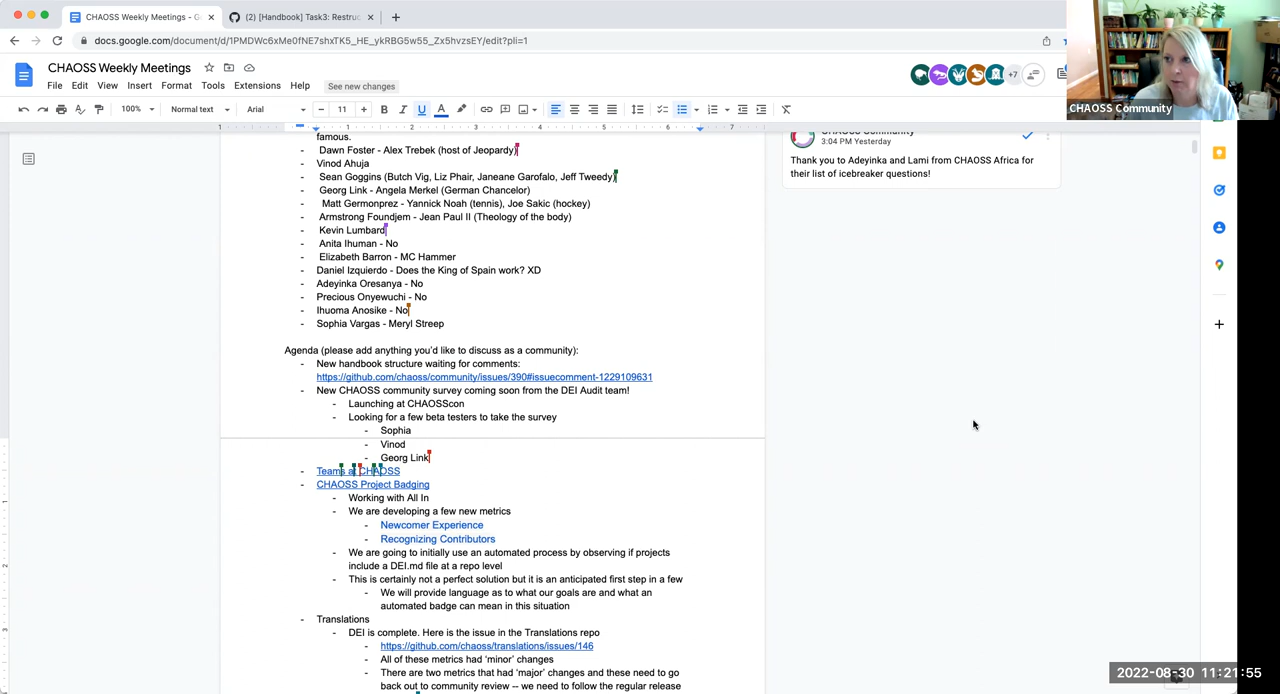 CHAOSS Weekly Meetings - G
(2) [Handbook] Task3: Restruc
docs.google.com/document/d/1PMDWc6xMe0fNE7shxTK5_HE_ykRBG5w55_Zx5hvzsEY/edit?pli=1
CHAOSS Weekly Meetings
File Edit View Insert Format Tools Extensions Help See new changes
+7
CHAOSS Community
100% Normal text Arial 11
1 1 2 3 4 5 6 7
famous.
- Dawn Foster - Alex Trebek (host of Jeopardy)
- Vinod Ahuja
- Sean Goggins (Butch Vig, Liz Phair, Janeane Garofalo, Jeff Tweedy)
- Georg Link - Angela Merkel (German Chancelor)
- Matt Germonprez - Yannick Noah (tennis), Joe Sakic (hockey)
- Armstrong Foundjem - Jean Paul II (Theology of the body)
- Kevin Lumbard
- Anita Ihuman - No
- Elizabeth Barron - MC Hammer
- Daniel Izquierdo - Does the King of Spain work? XD
- Adeyinka Oresanya - No
- Precious Onyewuchi - No
- Ihuoma Anosike - No
- Sophia Vargas - Meryl Streep
Agenda (please add anything you'd like to discuss as a community):
- New handbook structure waiting for comments:
https://github.com/chaoss/community/issues/390#issuecomment-1229109631
- New CHAOSS community survey coming soon from the DEI Audit team!
- Launching at CHAOSScon
- Looking for a few beta testers to take the survey
- Sophia
- Vinod
- Georg Link
- Teams at CHAOSS
- CHAOSS Project Badging
- Working with All In
- We are developing a few new metrics
- Newcomer Experience
- Recognizing Contributors
- We are going to initially use an automated process by observing if projects
include a DEI.md file at a repo level
- This is certainly not a perfect solution but it is an anticipated first step in a few
- We will provide language as to what our goals are and what an
automated badge can mean in this situation
- Translations
- DEI is complete. Here is the issue in the Translations repo
- https://github.com/chaoss/translations/issues/146
- All of these metrics had 'minor' changes
- There are two metrics that had 'major' changes and these need to go
back out to community review -- we need to follow the regular release
CHAOSS Community
3:04 PM Yesterday
Thank you to Adeyinka and Lami from CHAOSS Africa for
their list of icebreaker questions!
2022-08-30 11:21:55